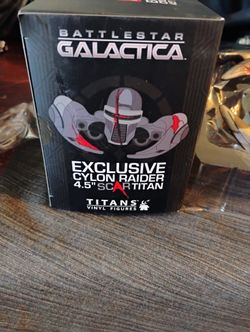 BATTLESTAR
GALACTICA
EXCLUSIVE
CYLON RAIDER
4.5" SCAR TITAN
TITANS
VINYL FIGURES